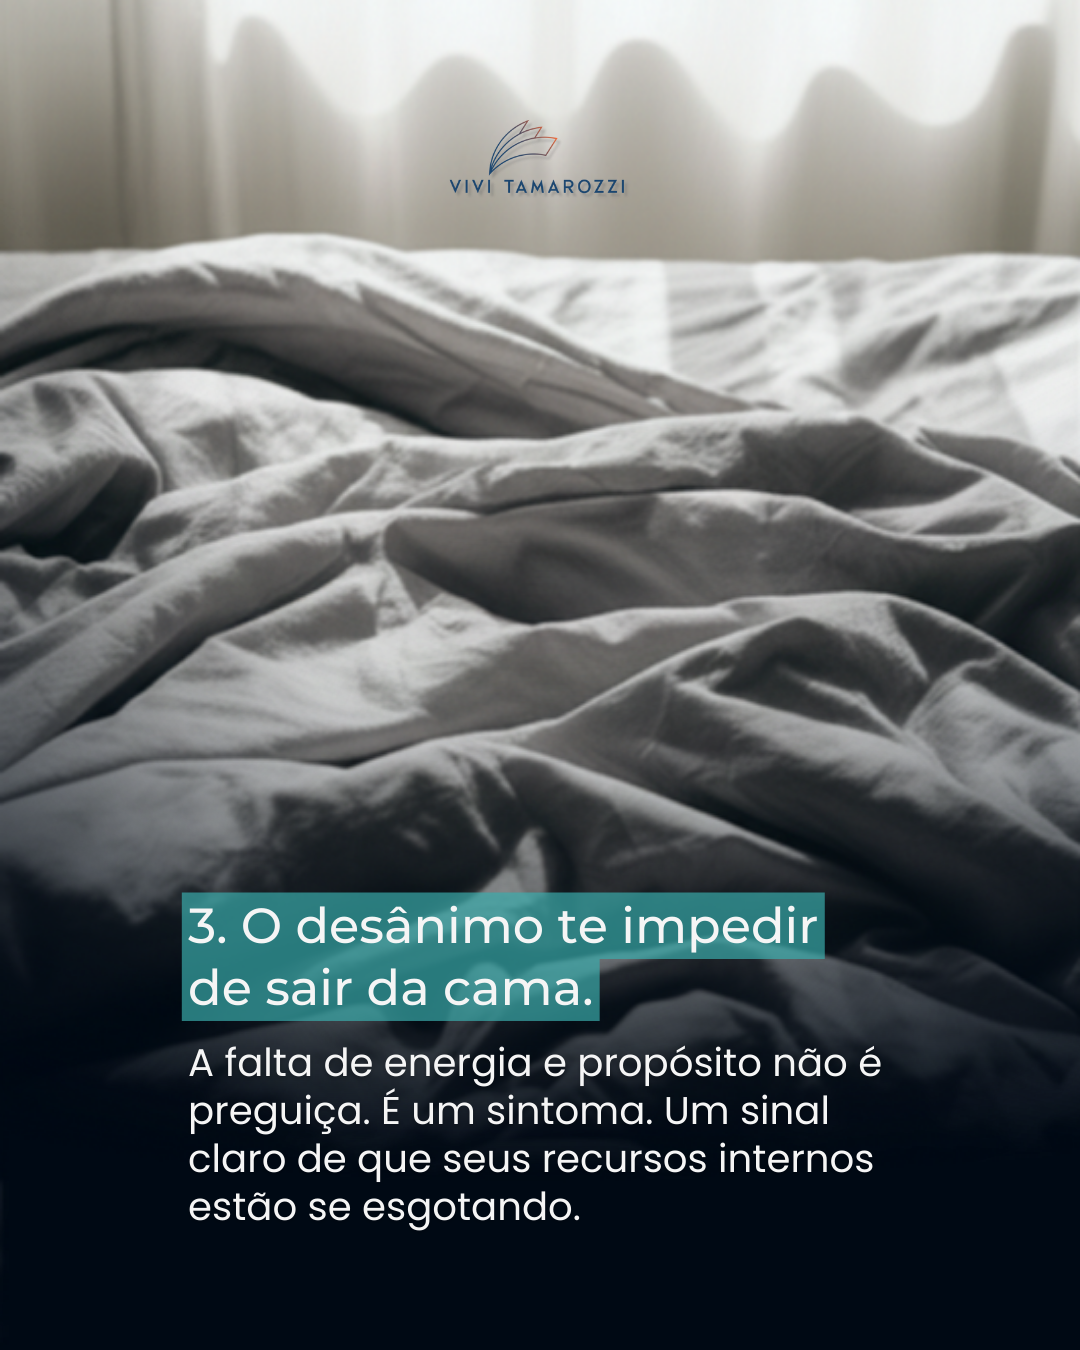 VIVI TAMAROZZI
3. O desânimo te impedir
de sair da cama.
A falta de energia e propósito não é
preguiça. É um sintoma. Um sinal
claro de que seus recursos internos
estão se esgotando.